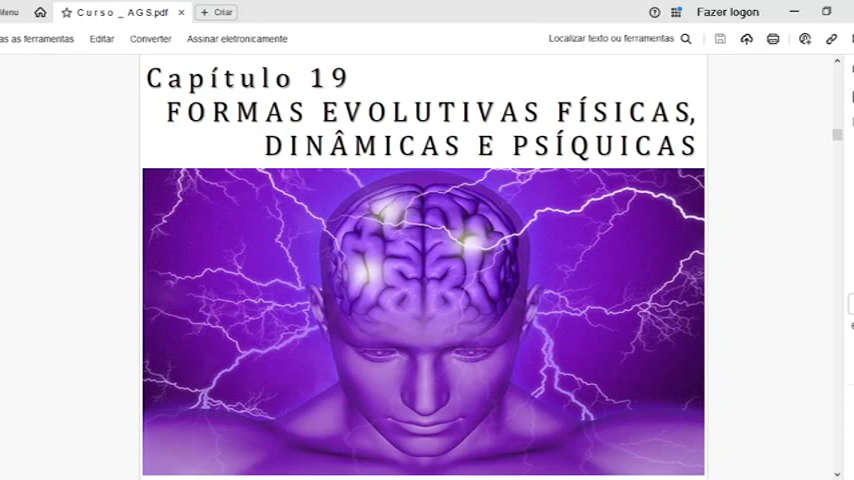 Menu
C u r s o _ A G S.pdf
Criar
Fazer logon
as as ferramentas
Editar
Converter
Assinar eletronicamente
Localizar texto ou ferramentas
Capítulo 19
FORMAS EVOLUTIVAS FÍSICAS,
DINÂMICAS E PSÍQUICAS